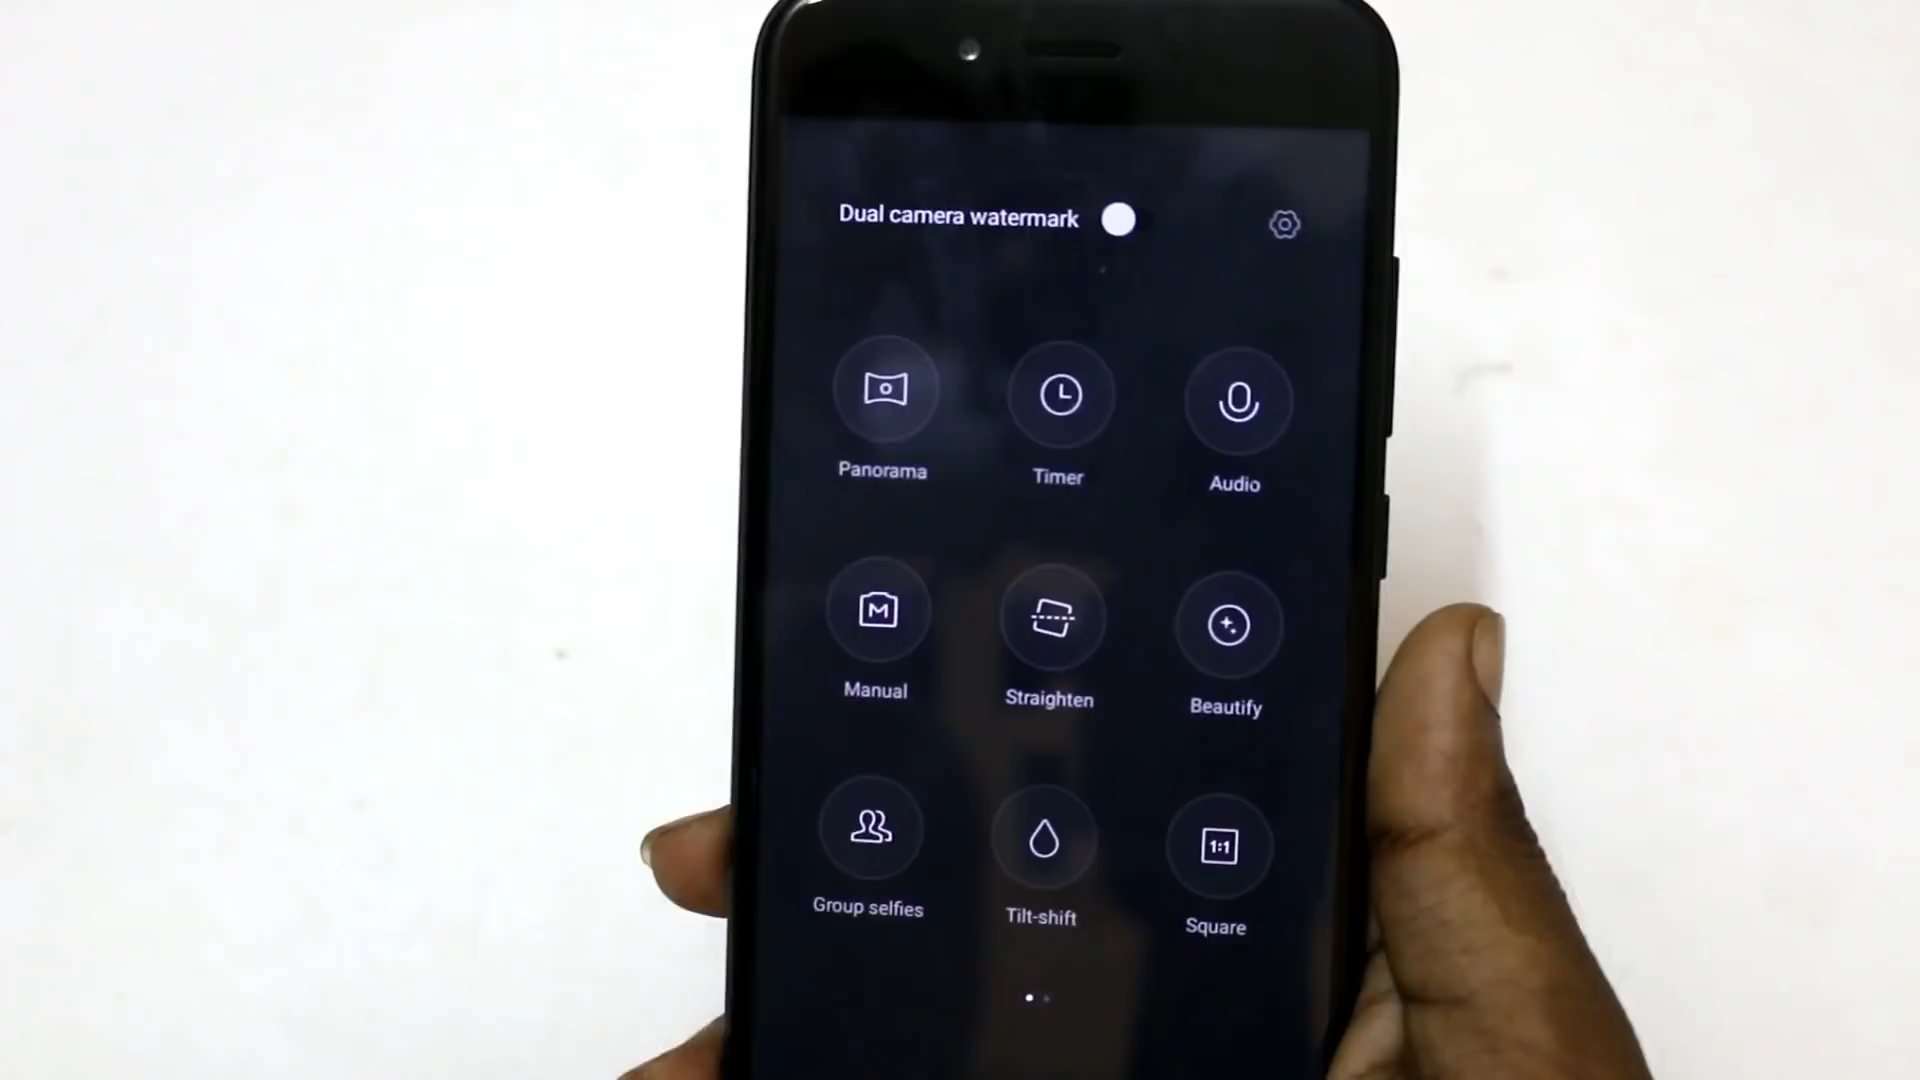 Dual camera watermark
Panorama
Timer
Audio
M
Manual
Straighten
Beautify
1:1
Group selfies
Tilt-shift
Square